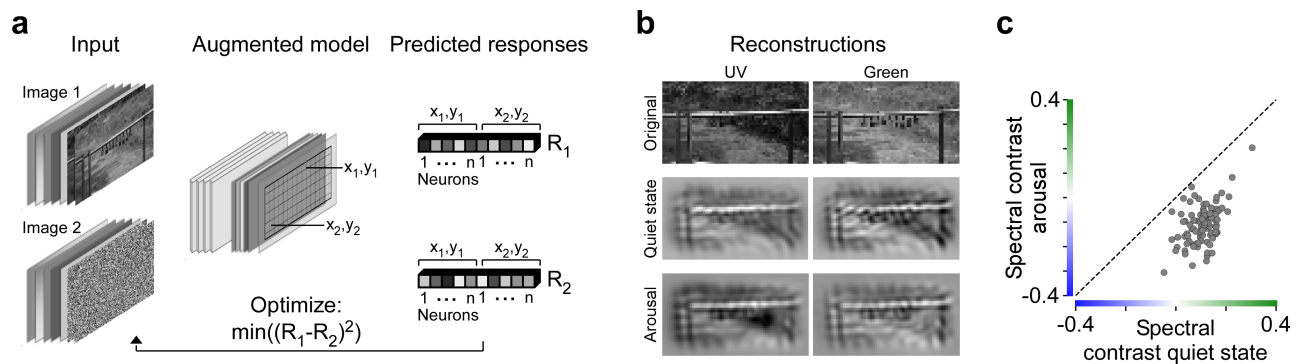 a
Input
Augmented model
Predicted responses
Image 1
Image 2
x1,y1
x2,y2
x1,y1 x2,y2
R1
1 ... n 1 ... n
Neurons
x1,y1 x2,y2
R2
1 ... n 1 ... n
Neurons
Optimize:
min((R1-R2)²)
b
Reconstructions
UV
Green
Original
Quiet state
Arousal
c
Spectral contrast
arousal
0.4
-0.4
-0.4
0.4
Spectral
contrast quiet state